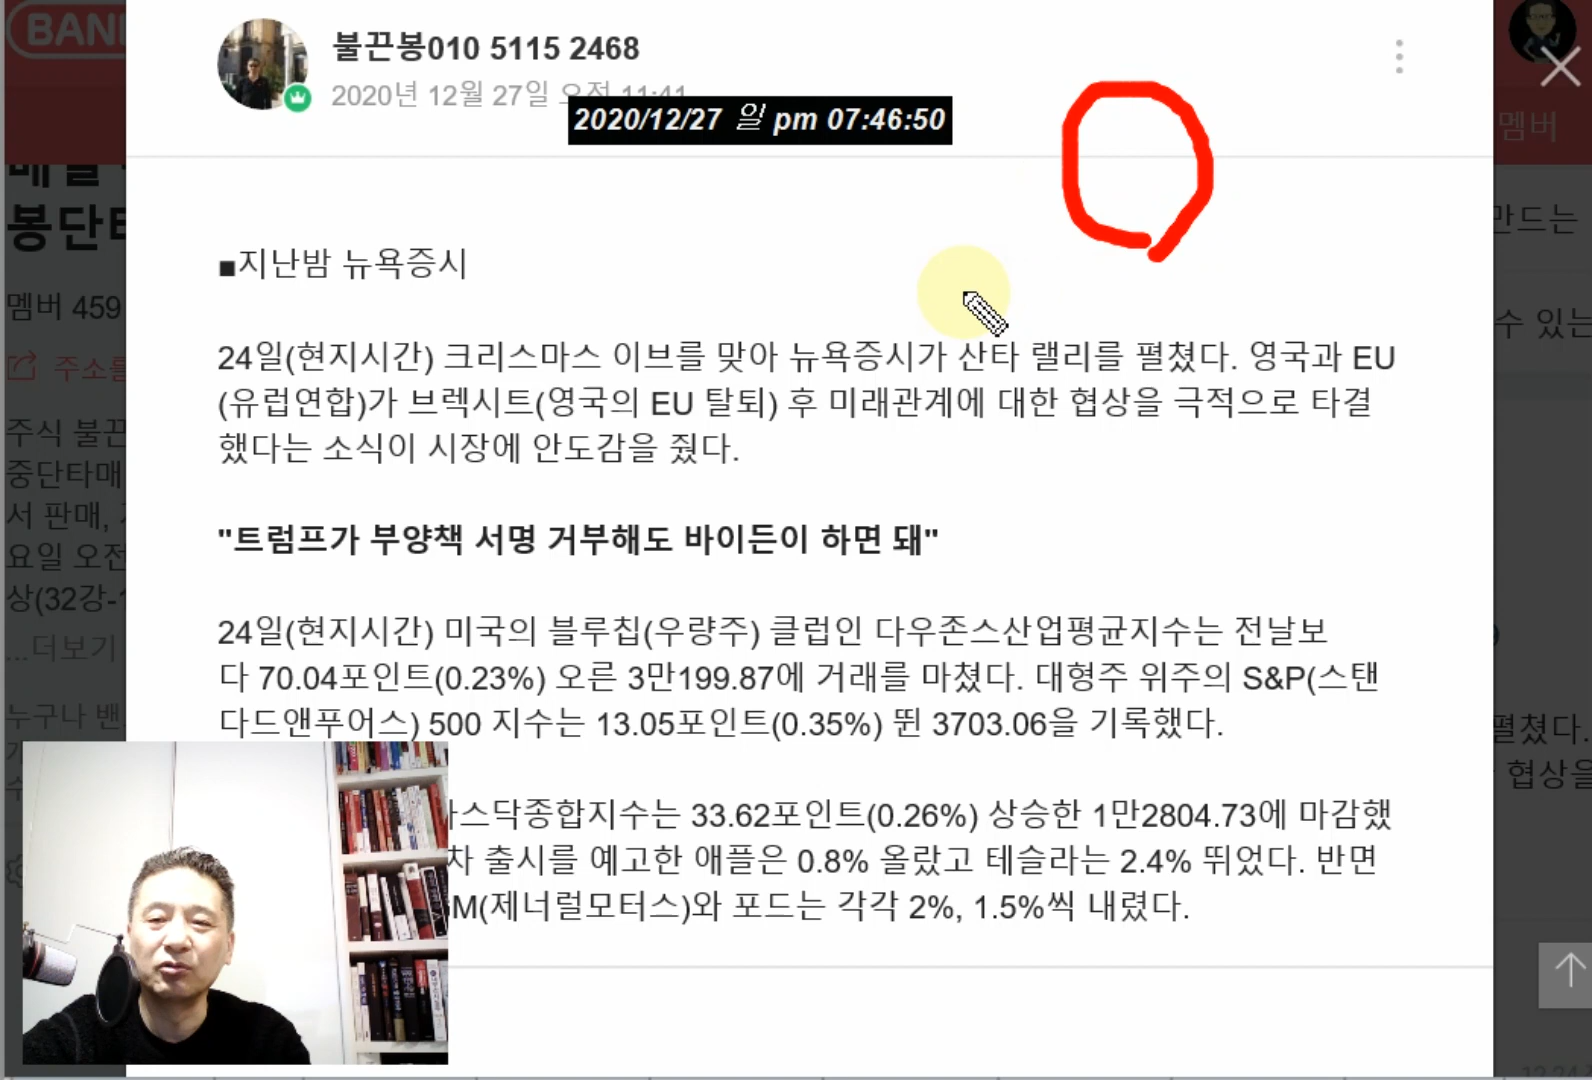 BAN
불끈봉010 5115 2468
2020년 12월 27일 오전 11:41
2020/12/27 일 pm 07:46:50
멤버
매일
봉단타
만드는
■지난밤 뉴욕증시
멤버 459
수 있는
24일(현지시간) 크리스마스 이브를 맞아 뉴욕증시가 산타 랠리를 펼쳤다. 영국과 EU
주소를
(유럽연합)가 브렉시트(영국의 EU 탈퇴) 후 미래관계에 대한 협상을 극적으로 타결
주식 불끈
했다는 소식이 시장에 안도감을 줬다.
중단타매
서 판매,
"트럼프가 부양책 서명 거부해도 바이든이 하면 돼"
요일 오전
상(32강-
24일(현지시간) 미국의 블루칩(우량주) 클럽인 다우존스산업평균지수는 전날보
...더보기
다 70.04포인트(0.23%) 오른 3만199.87에 거래를 마쳤다. 대형주 위주의 S&P(스탠
누구나 밴
다드앤푸어스) 500 지수는 13.05포인트(0.35%) 뛴 3703.06을 기록했다.
펼쳤다.
협상을
스닥종합지수는 33.62포인트(0.26%) 상승한 1만2804.73에 마감했
차 출시를 예고한 애플은 0.8% 올랐고 테슬라는 2.4% 뛰었다. 반면
GM(제너럴모터스)와 포드는 각각 2%, 1.5%씩 내렸다.